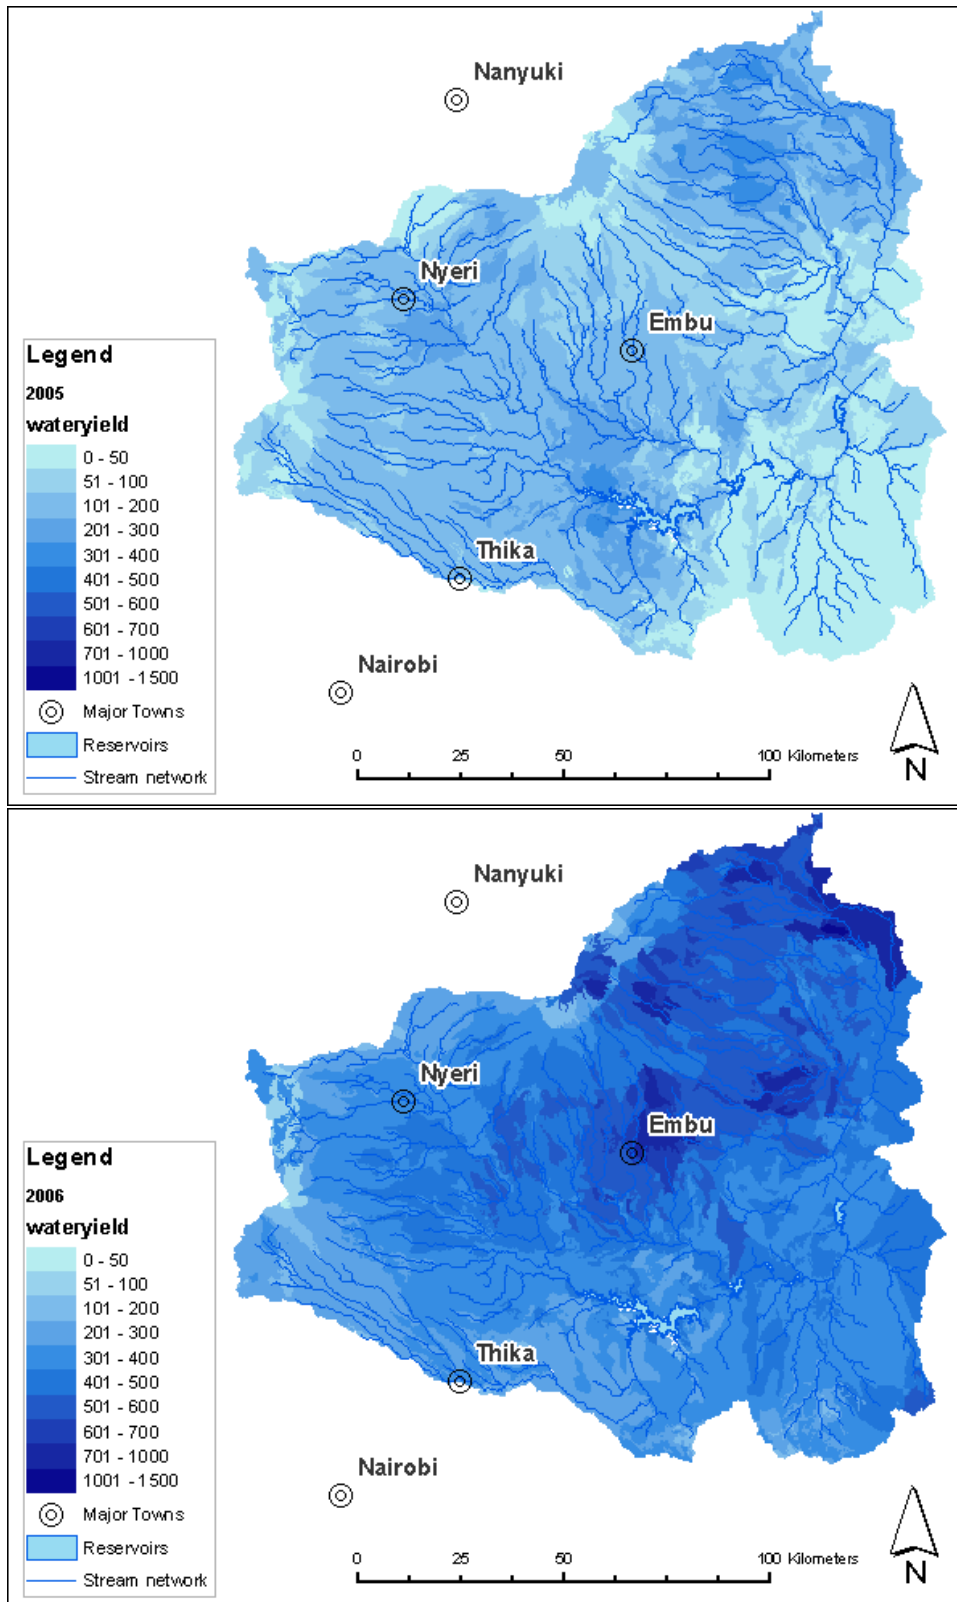 Nanyuki
Nyeri
Embu
Legend
2005
wateryield
0 - 50
51 - 100
101 - 200
201 - 300
301 - 400
401 - 500
501 - 600
601 - 700
701 - 1000
1001 - 1500
Major Towns
Reservoirs
Stream network
Thika
Nairobi
0 25 50 100 Kilometers
N
Nanyuki
Nyeri
Embu
Legend
2006
wateryield
0 - 50
51 - 100
101 - 200
201 - 300
301 - 400
401 - 500
501 - 600
601 - 700
701 - 1000
1001 - 1500
Major Towns
Reservoirs
Stream network
Thika
Nairobi
0 25 50 100 Kilometers
N